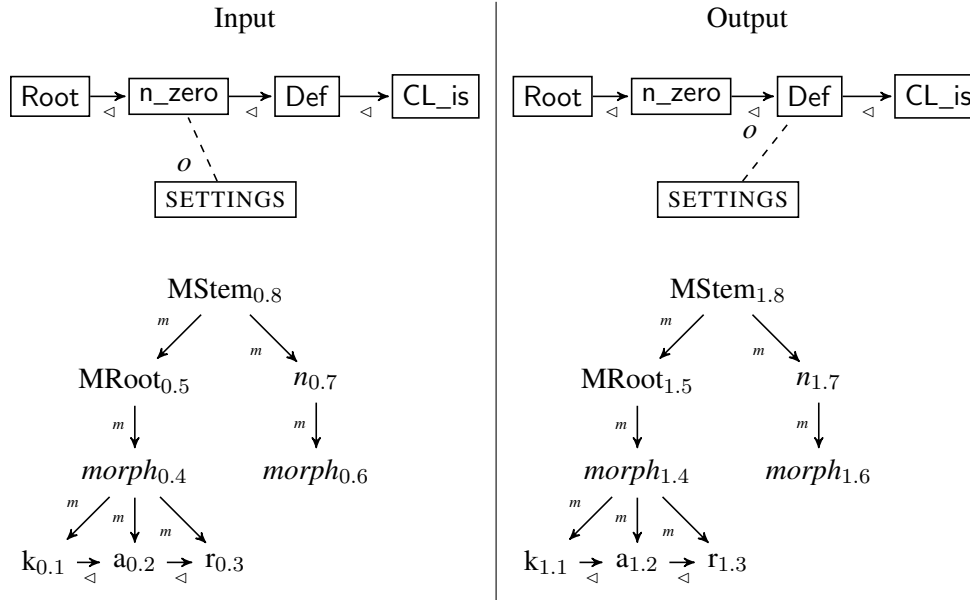 Input Output
Root n_zero Def CL_is Root n_zero Def CL_is
◁ ◁ ◁ ◁ ◁ ◁
o o
SETTINGS SETTINGS
MStem0.8 MStem1.8
m m m m
MRoot0.5 n0.7 MRoot1.5 n1.7
m m m m
morph0.4 morph0.6 morph1.4 morph1.6
m m m m m m
k0.1 a0.2 r0.3 k1.1 a1.2 r1.3
◁ ◁ ◁ ◁